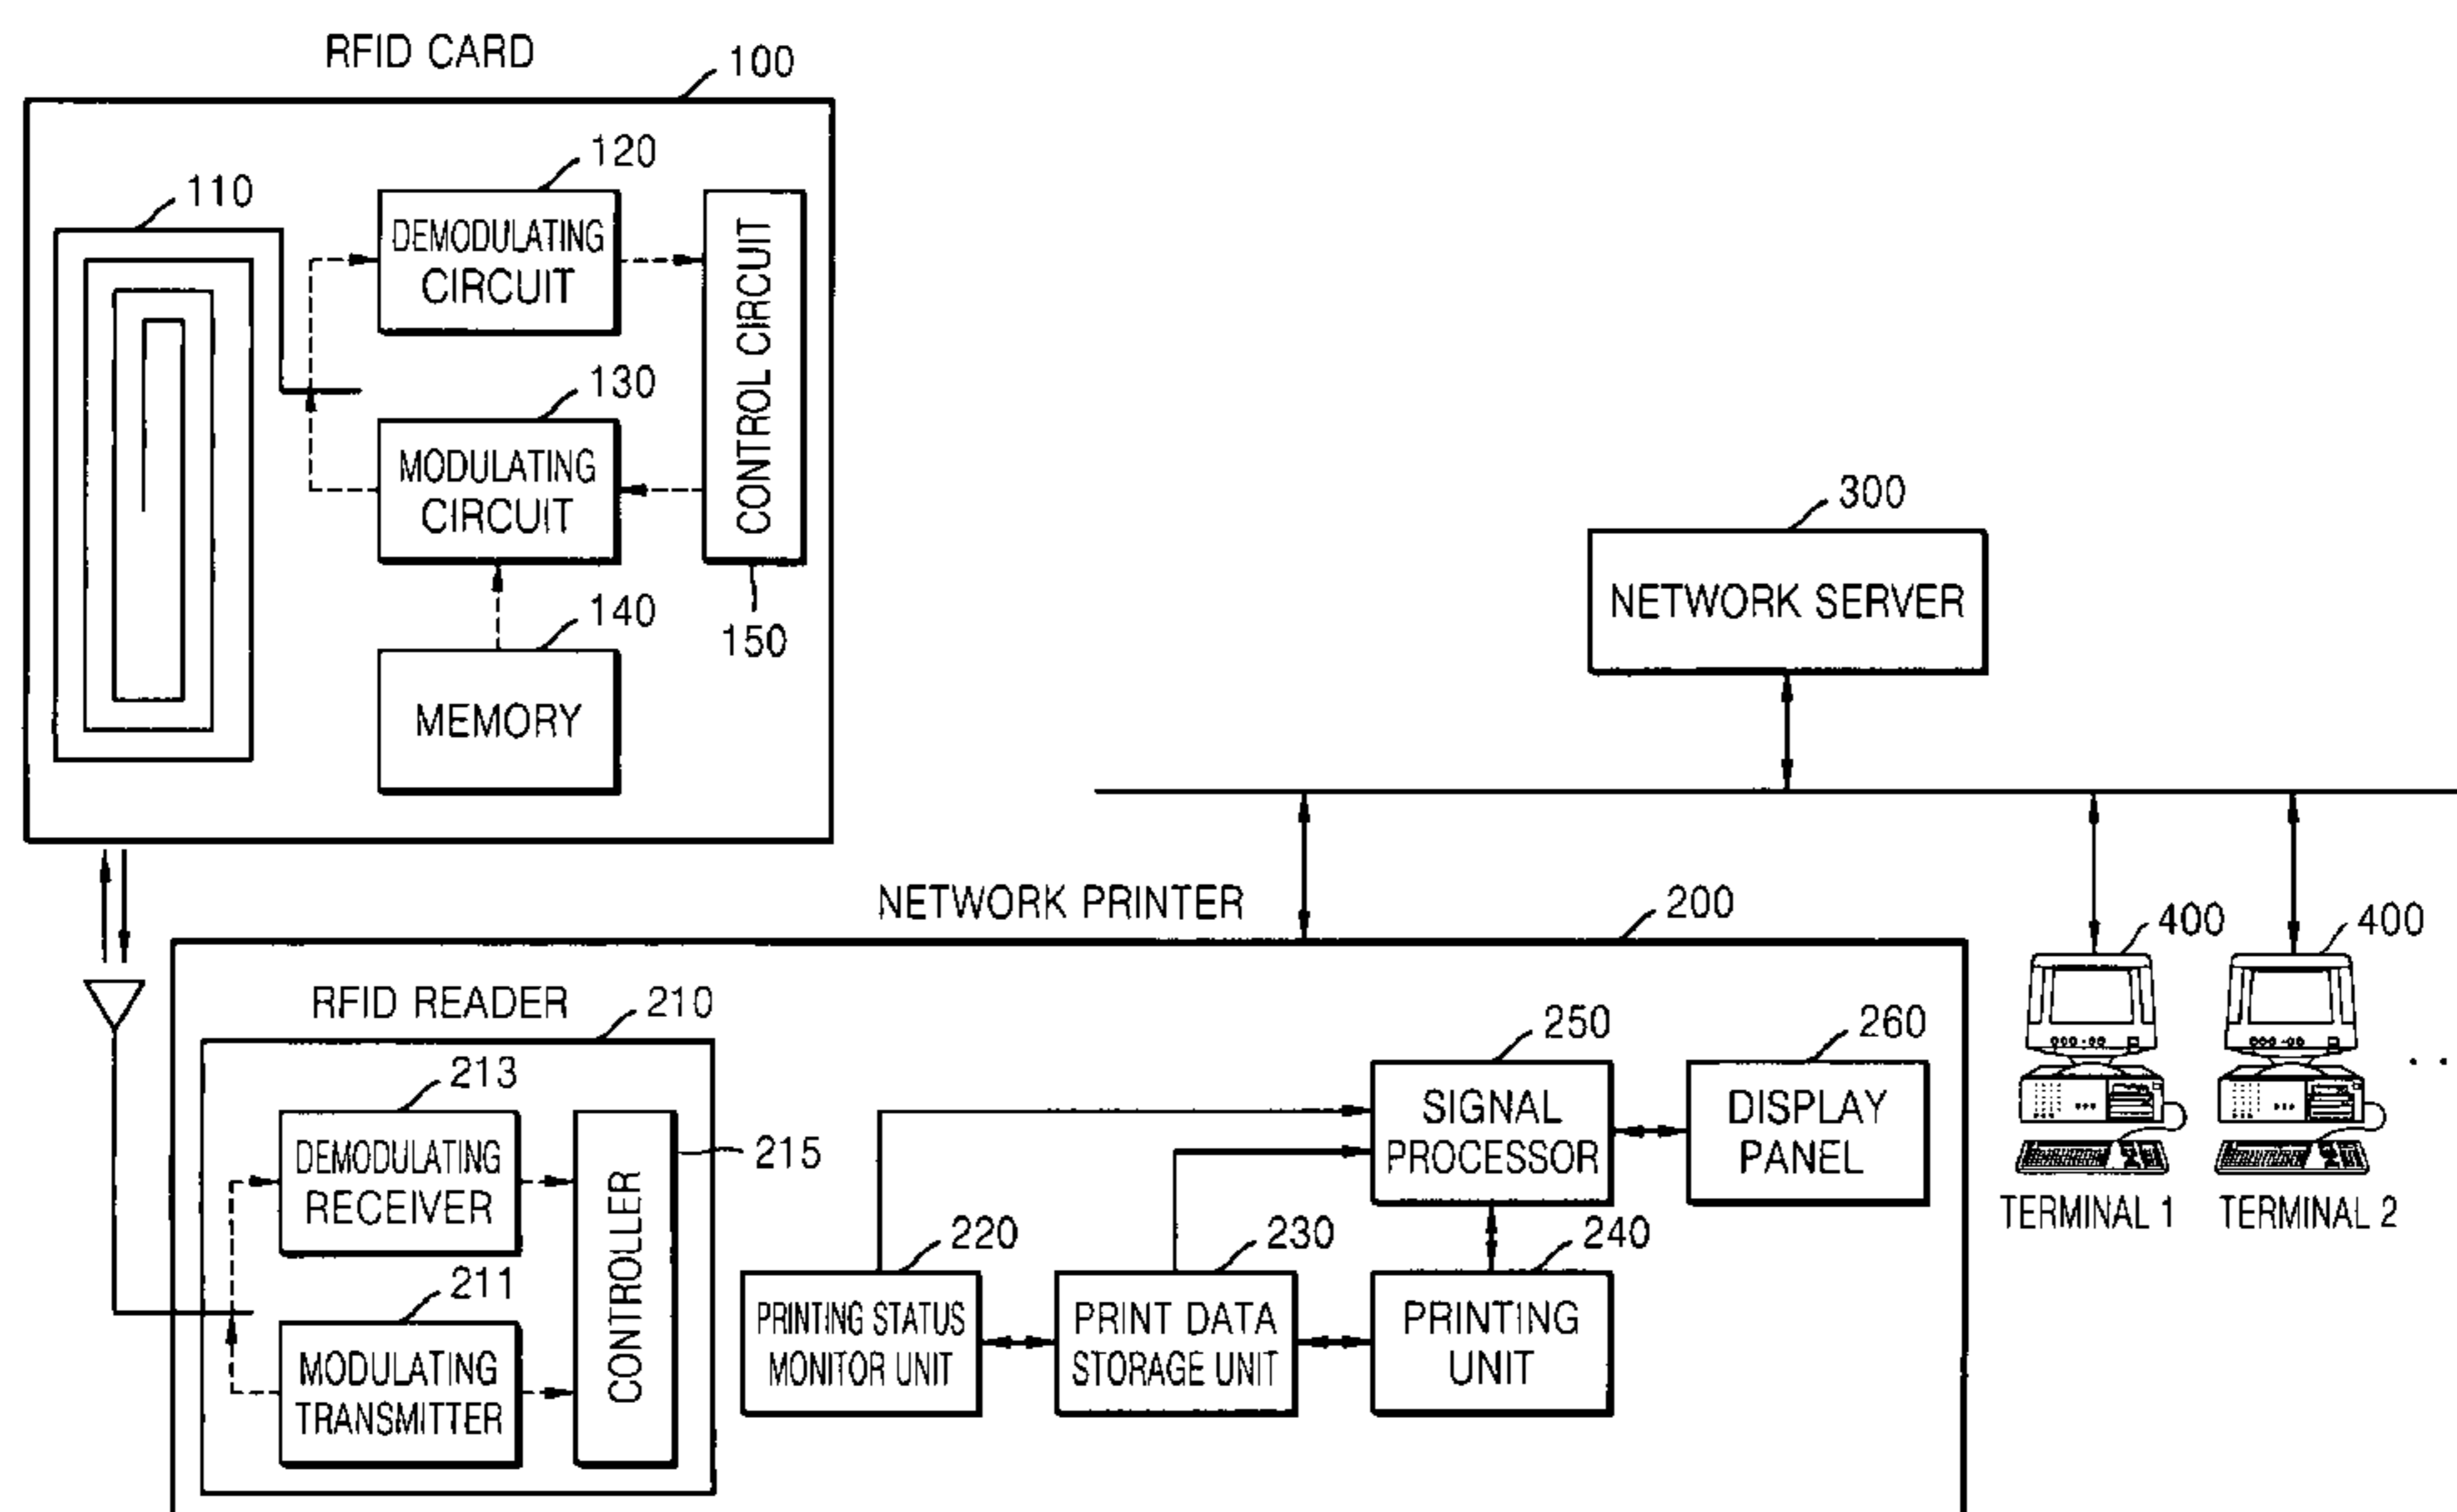 RFID CARD
100
110
120
DEMODULATING
CIRCUIT
130
MODULATING
CIRCUIT
140
MEMORY
CONTROL CIRCUIT
150
300
NETWORK SERVER
NETWORK PRINTER
200
RFID READER
210
213
DEMODULATING
RECEIVER
211
MODULATING
TRANSMITTER
CONTROLLER
215
220
PRINTING STATUS
MONITOR UNIT
230
PRINT DATA
STORAGE UNIT
240
PRINTING
UNIT
250
SIGNAL
PROCESSOR
260
DISPLAY
PANEL
400
TERMINAL 1
400
TERMINAL 2
. .